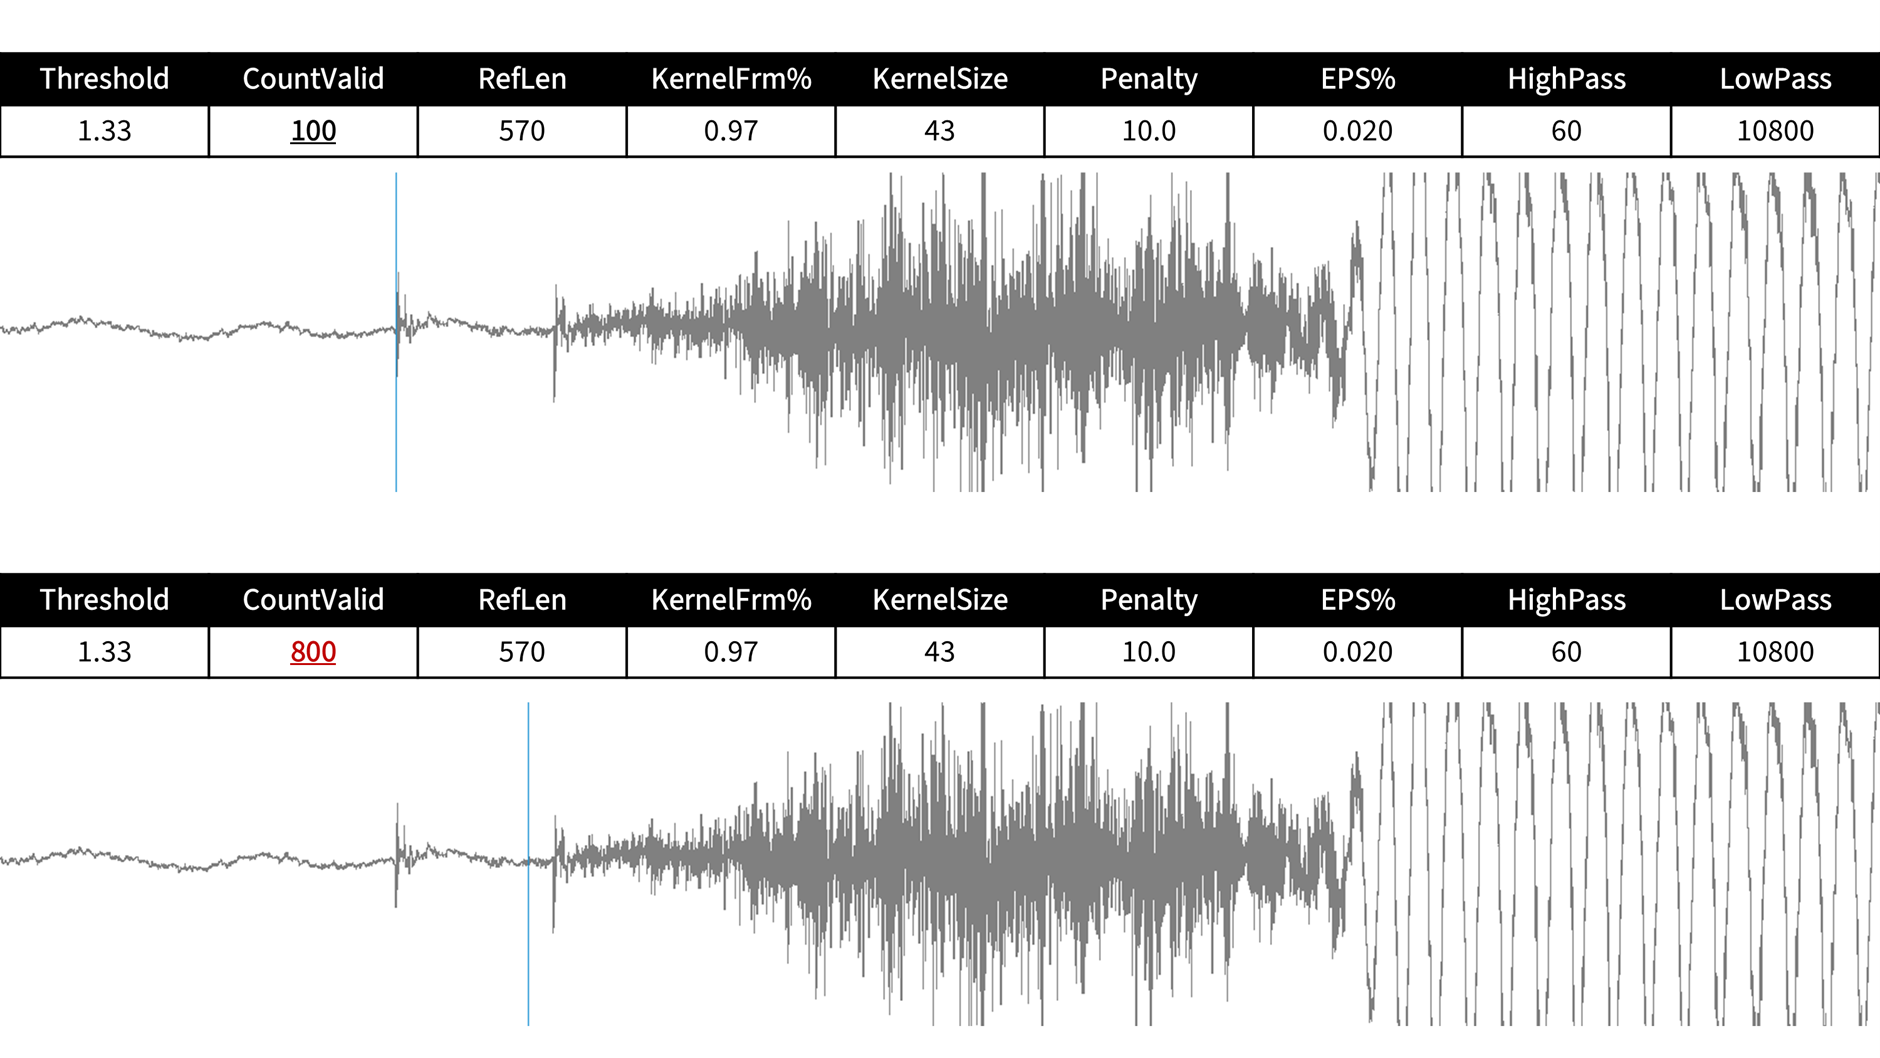 Threshold CountValid RefLen KernelFrm% KernelSize Penalty EPS% HighPass LowPass
1.33 100 570 0.97 43 10.0 0.020 60 10800
Threshold CountValid RefLen KernelFrm% KernelSize Penalty EPS% HighPass LowPass
1.33 800 570 0.97 43 10.0 0.020 60 10800